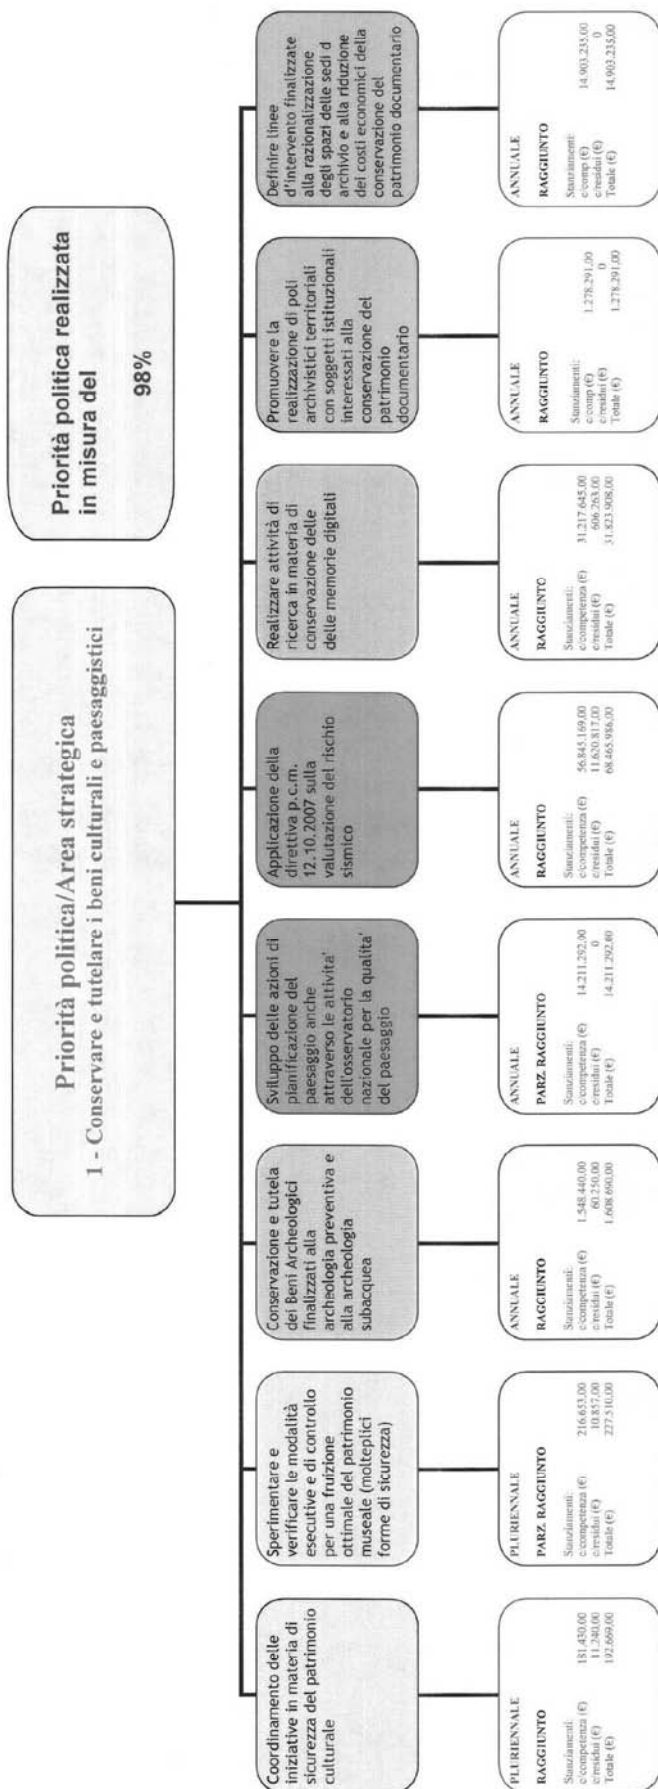 Priorità politica/Area strategica
1 - Conservare e tutelare i beni culturali e paesaggistici
Priorità politica realizzata
in misura del
98%
Coordinamento delle
iniziative in materia di
sicurezza del patrimonio
culturale
PLURIENNALE
RAGGIUNTO
Stanziamenti:
c/competenza (€) 181.430,00
c/residui (€) 11.240,00
Totale (€) 192.669,00
Sperimentare e
verificare le modalità
esecutive e di controllo
per una fruizione
ottimale del patrimonio
museale (molteplici
forme di sicurezza)
PLURIENNALE
PARZ. RAGGIUNTO
Stanziamenti:
c/competenza (€) 216.653,00
c/residui (€) 10.857,00
Totale (€) 227.510,00
Conservazione e tutela
dei Beni Archeologici
finalizzati alla
archeologia preventiva e
alla archeologia
subacquea
ANNUALE
RAGGIUNTO
Stanziamenti:
c/competenza (€) 1.548.440,00
c/residui (€) 60.250,00
Totale (€) 1.608.690,00
Sviluppo delle azioni di
pianificazione del
paesaggio anche
attraverso le attivita'
dell'osservatorio
nazionale per la qualita'
del paesaggio
ANNUALE
PARZ. RAGGIUNTO
Stanziamenti:
c/competenza (€) 14.211.292,00
c/residui (€) 0
Totale (€) 14.211.292,00
Applicazione della
direttiva p.c.m.
12.10.2007 sulla
valutazione del rischio
sismico
ANNUALE
RAGGIUNTO
Stanziamenti:
c/competenza (€) 56.845.169,00
c/residui (€) 11.620.817,00
Totale (€) 68.465.986,00
Realizzare attività di
ricerca in materia di
conservazione delle
delle memorie digitali
ANNUALE
RAGGIUNTO
Stanziamenti:
c/competenza (€) 31.217.645,00
c/residui (€) 606.263,00
Totale (€) 31.823.908,00
Promuovere la
realizzazione di poli
archivistici territoriali
con soggetti istituzionali
interessati alla
conservazione del
patrimonio
documentario
ANNUALE
RAGGIUNTO
Stanziamenti:
c/comp (€) 1.278.291,00
c/residui (€) 0
Totale (€) 1.278.291,00
Definire linee
d'intervento finalizzate
alla razionalizzazione
degli spazi delle sedi d
archivio e alla riduzione
dei costi economici della
conservazione del
patrimonio documentario
ANNUALE
RAGGIUNTO
Stanziamenti:
c/comp (€) 14.903.235,00
c/residui (€) 0
Totale (€) 14.903.235,00